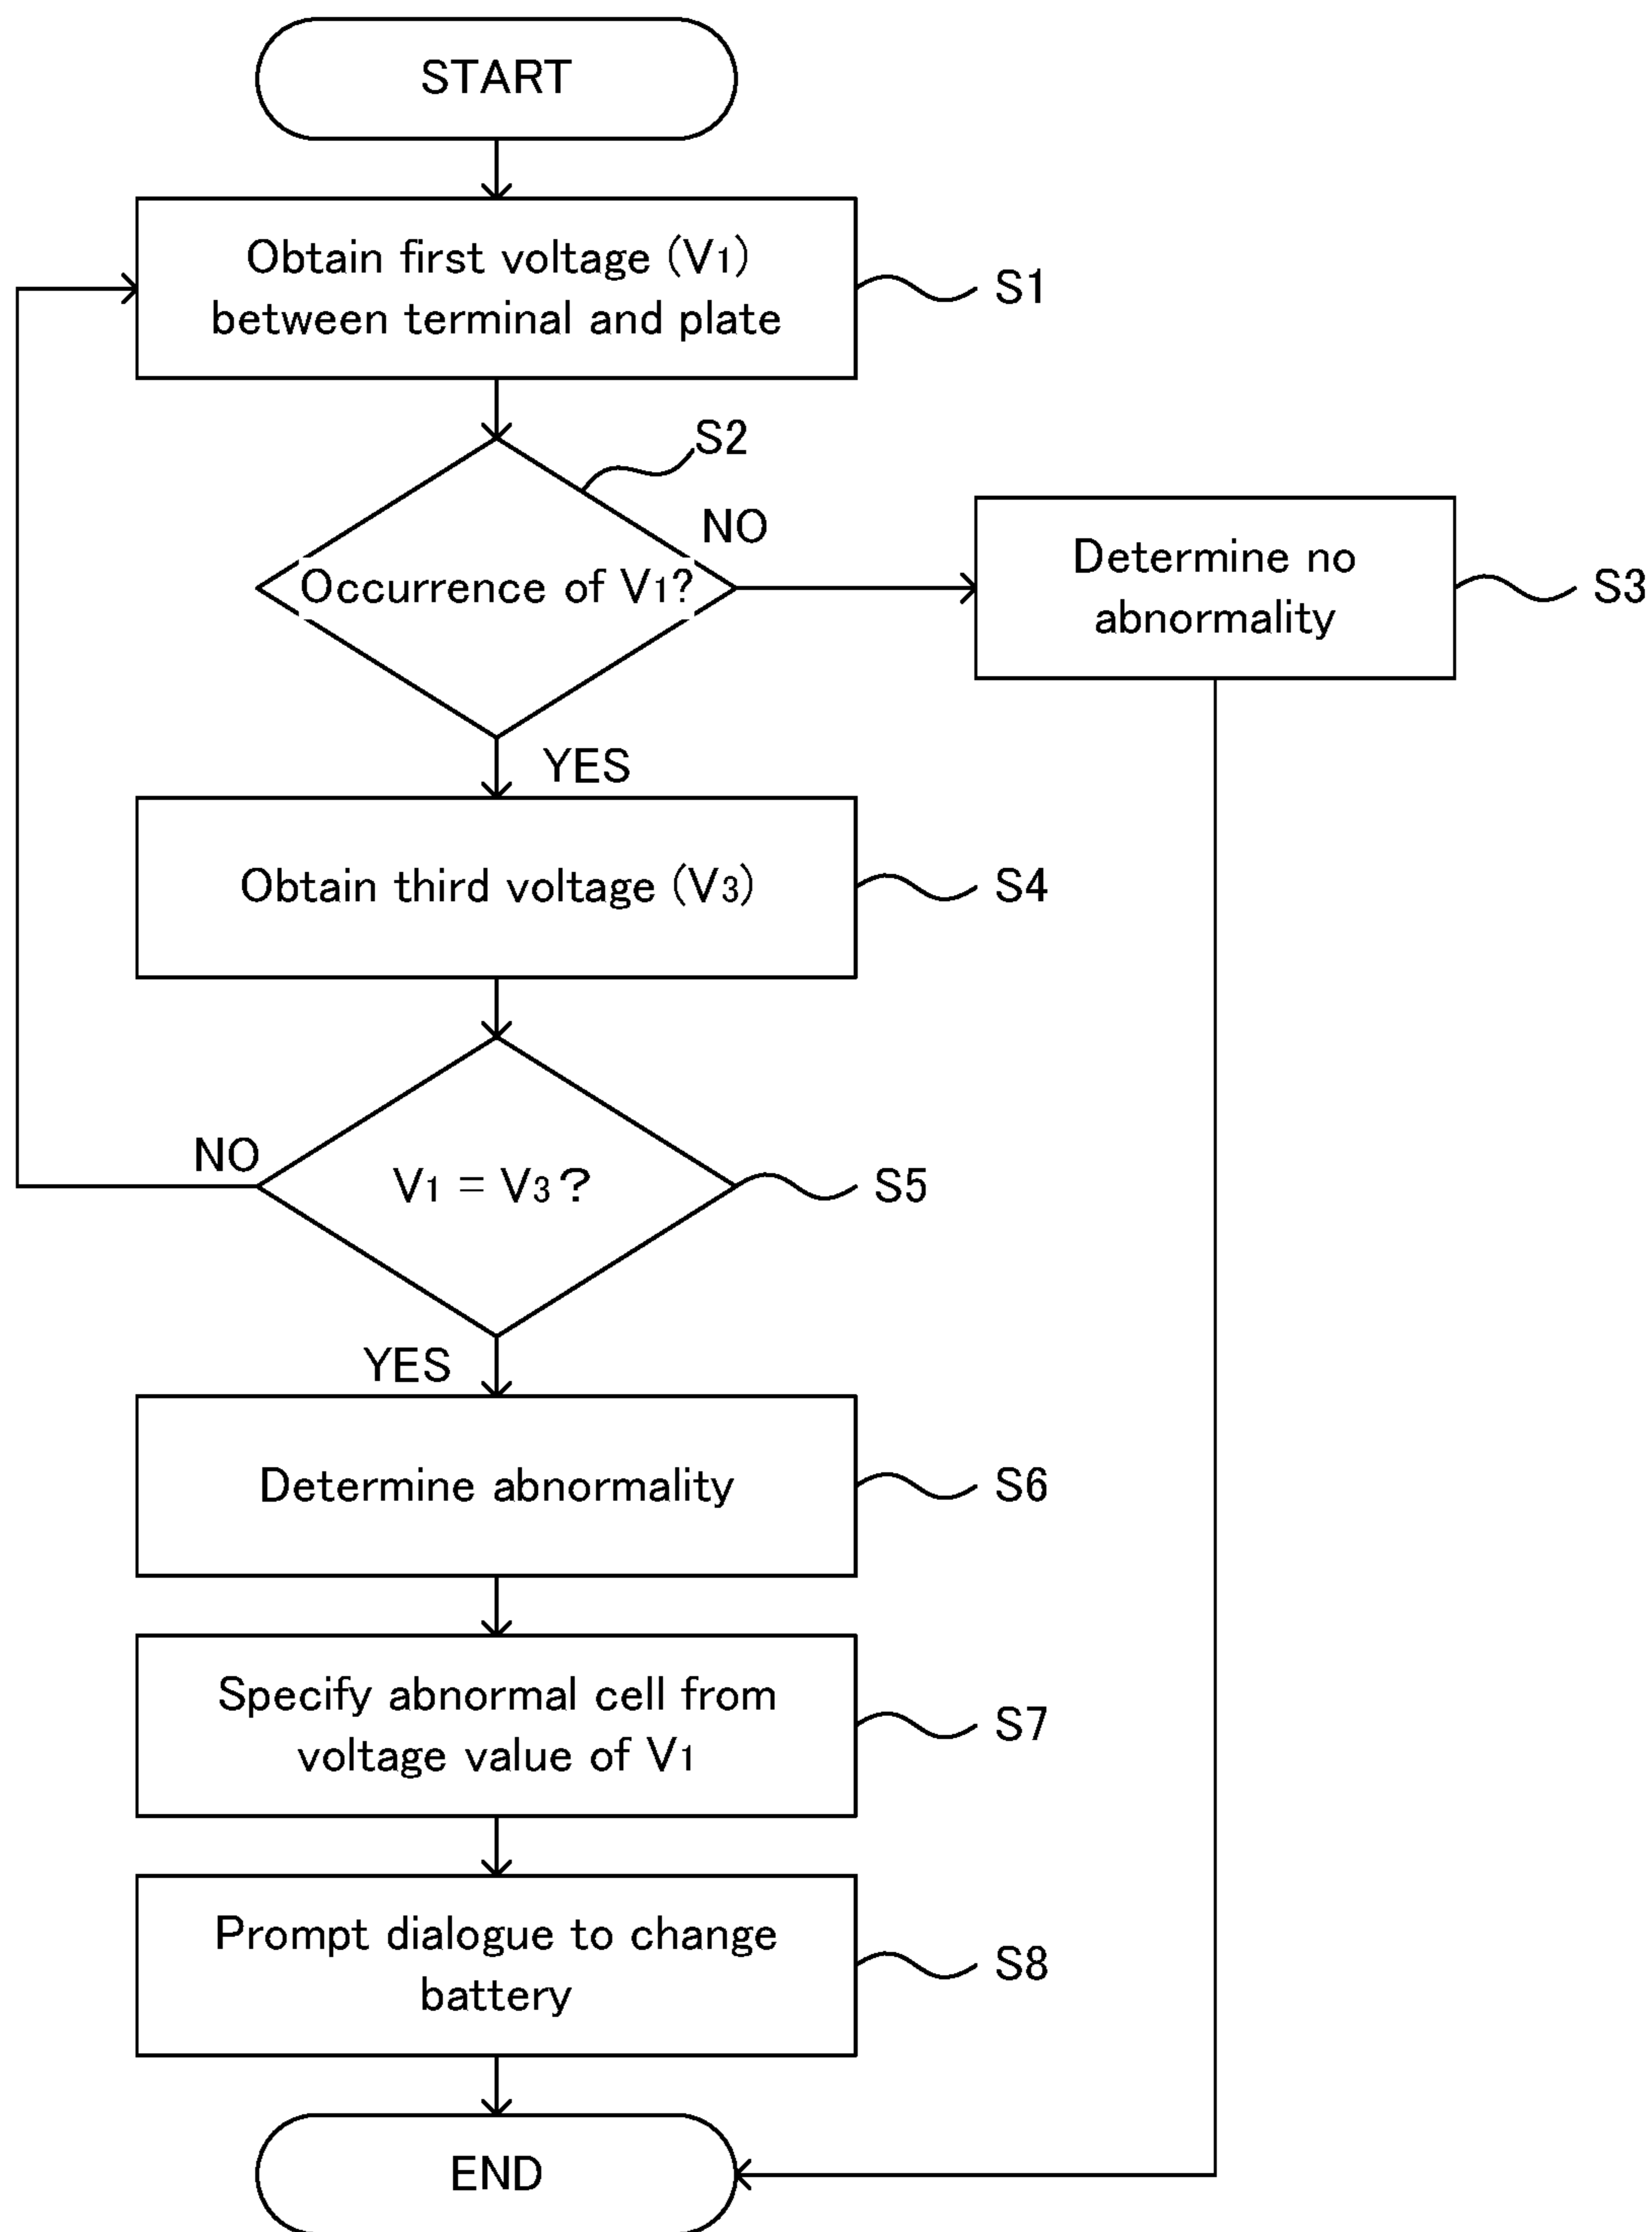 START
Obtain first voltage (V1)
between terminal and plate
S1
S2
NO
Occurrence of V1?
Determine no
abnormality
S3
YES
Obtain third voltage (V3)
S4
NO
V1 = V3?
S5
YES
Determine abnormality
S6
Specify abnormal cell from
voltage value of V1
S7
Prompt dialogue to change
battery
S8
END